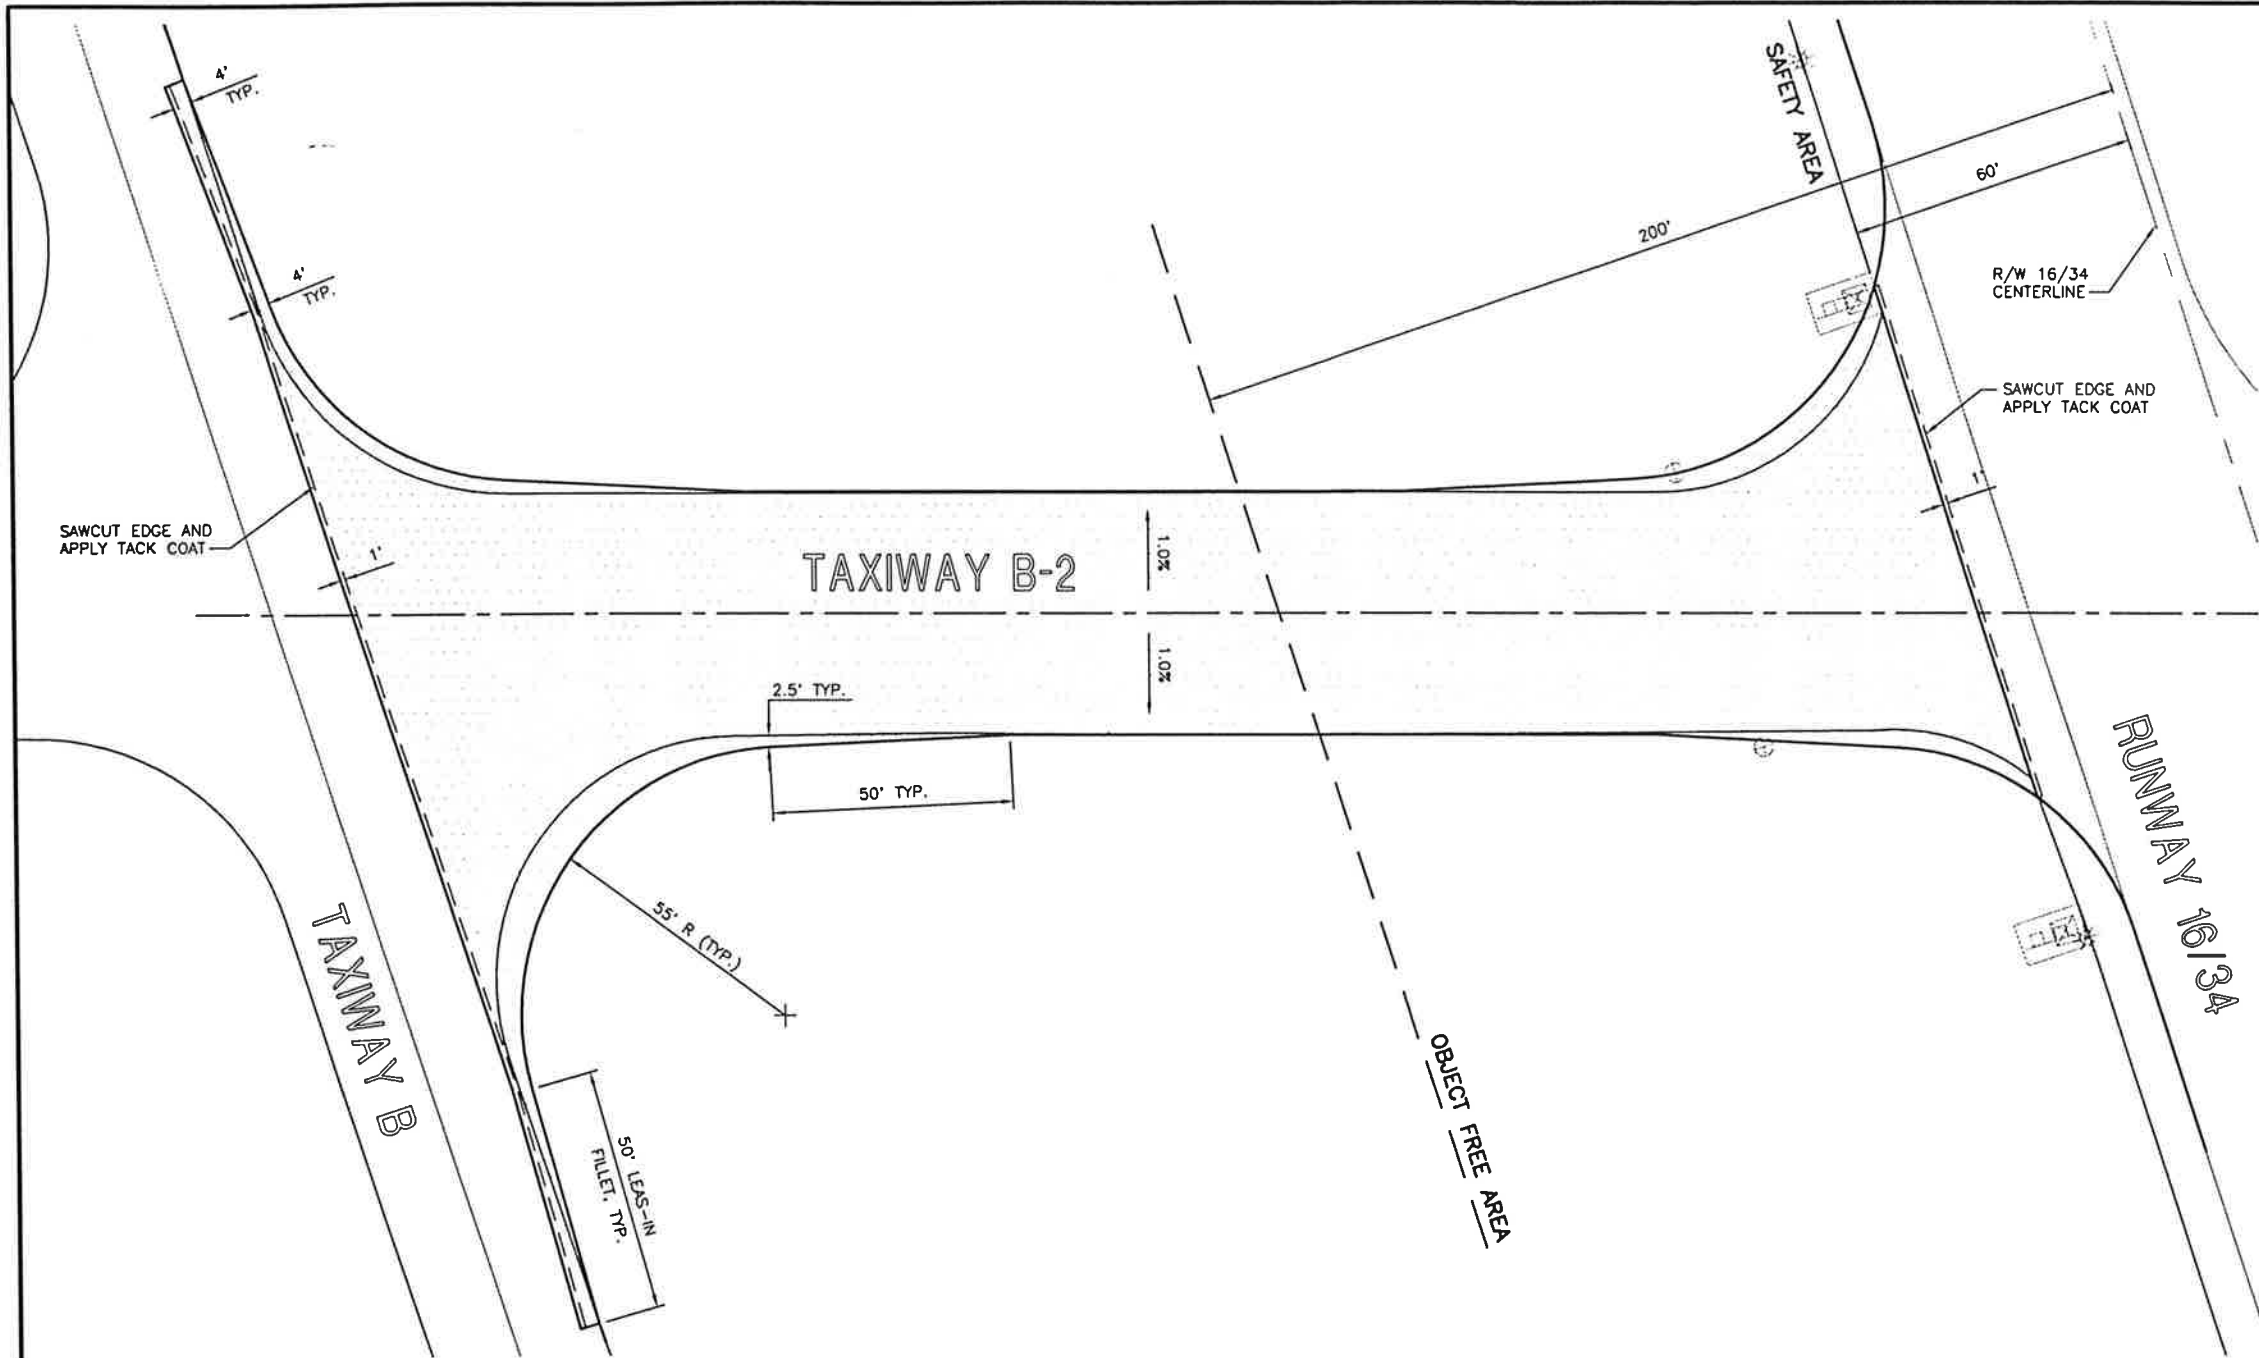 4'
TYP.
4'
TYP.
SAFETY AREA
200'
60'
R/W 16/34
CENTERLINE
SAWCUT EDGE AND
APPLY TACK COAT
1'
SAWCUT EDGE AND
APPLY TACK COAT
1'
TAXIWAY B-2
1.0%
1.0%
2.5' TYP.
50' TYP.
55' R (TYP.)
TAXIWAY B
50' LEAS-IN
FILLET, TYP.
OBJECT FREE AREA
RUNWAY 16/34